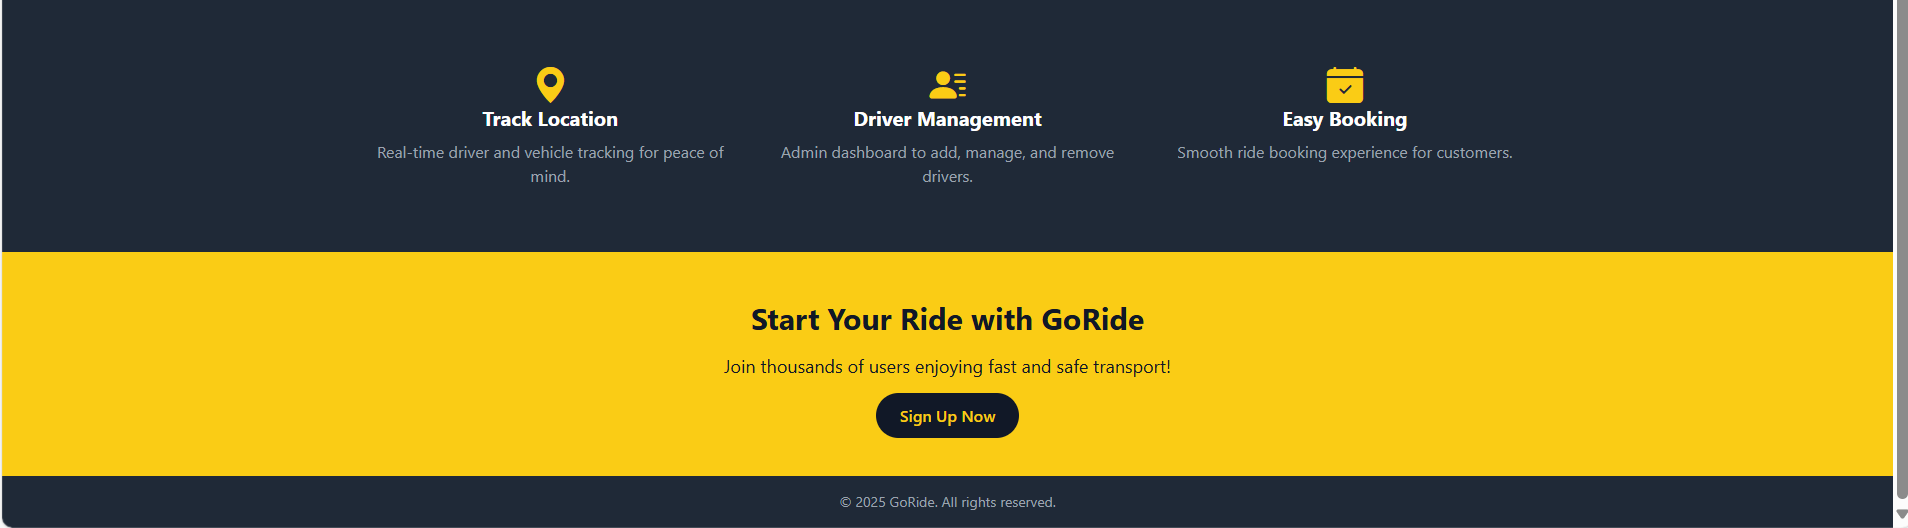 Track Location
Real-time driver and vehicle tracking for peace of
mind.
Driver Management
Admin dashboard to add, manage, and remove
drivers.
Easy Booking
Smooth ride booking experience for customers.
Start Your Ride with GoRide
Join thousands of users enjoying fast and safe transport!
Sign Up Now
© 2025 GoRide. All rights reserved.